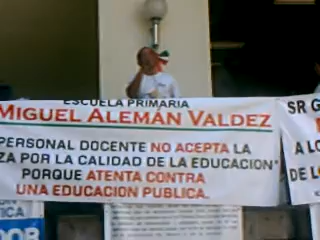 ESCUELA PRIMARIA
MIGUEL ALEMÁN VALDEZ
PERSONAL DOCENTE NO ACEPTA LA
ZA POR LA CALIDAD DE LA EDUCACION"
PORQUE ATENTA CONTRA
UNA EDUCACION PUBLICA.
SR G
A LO
DE LO